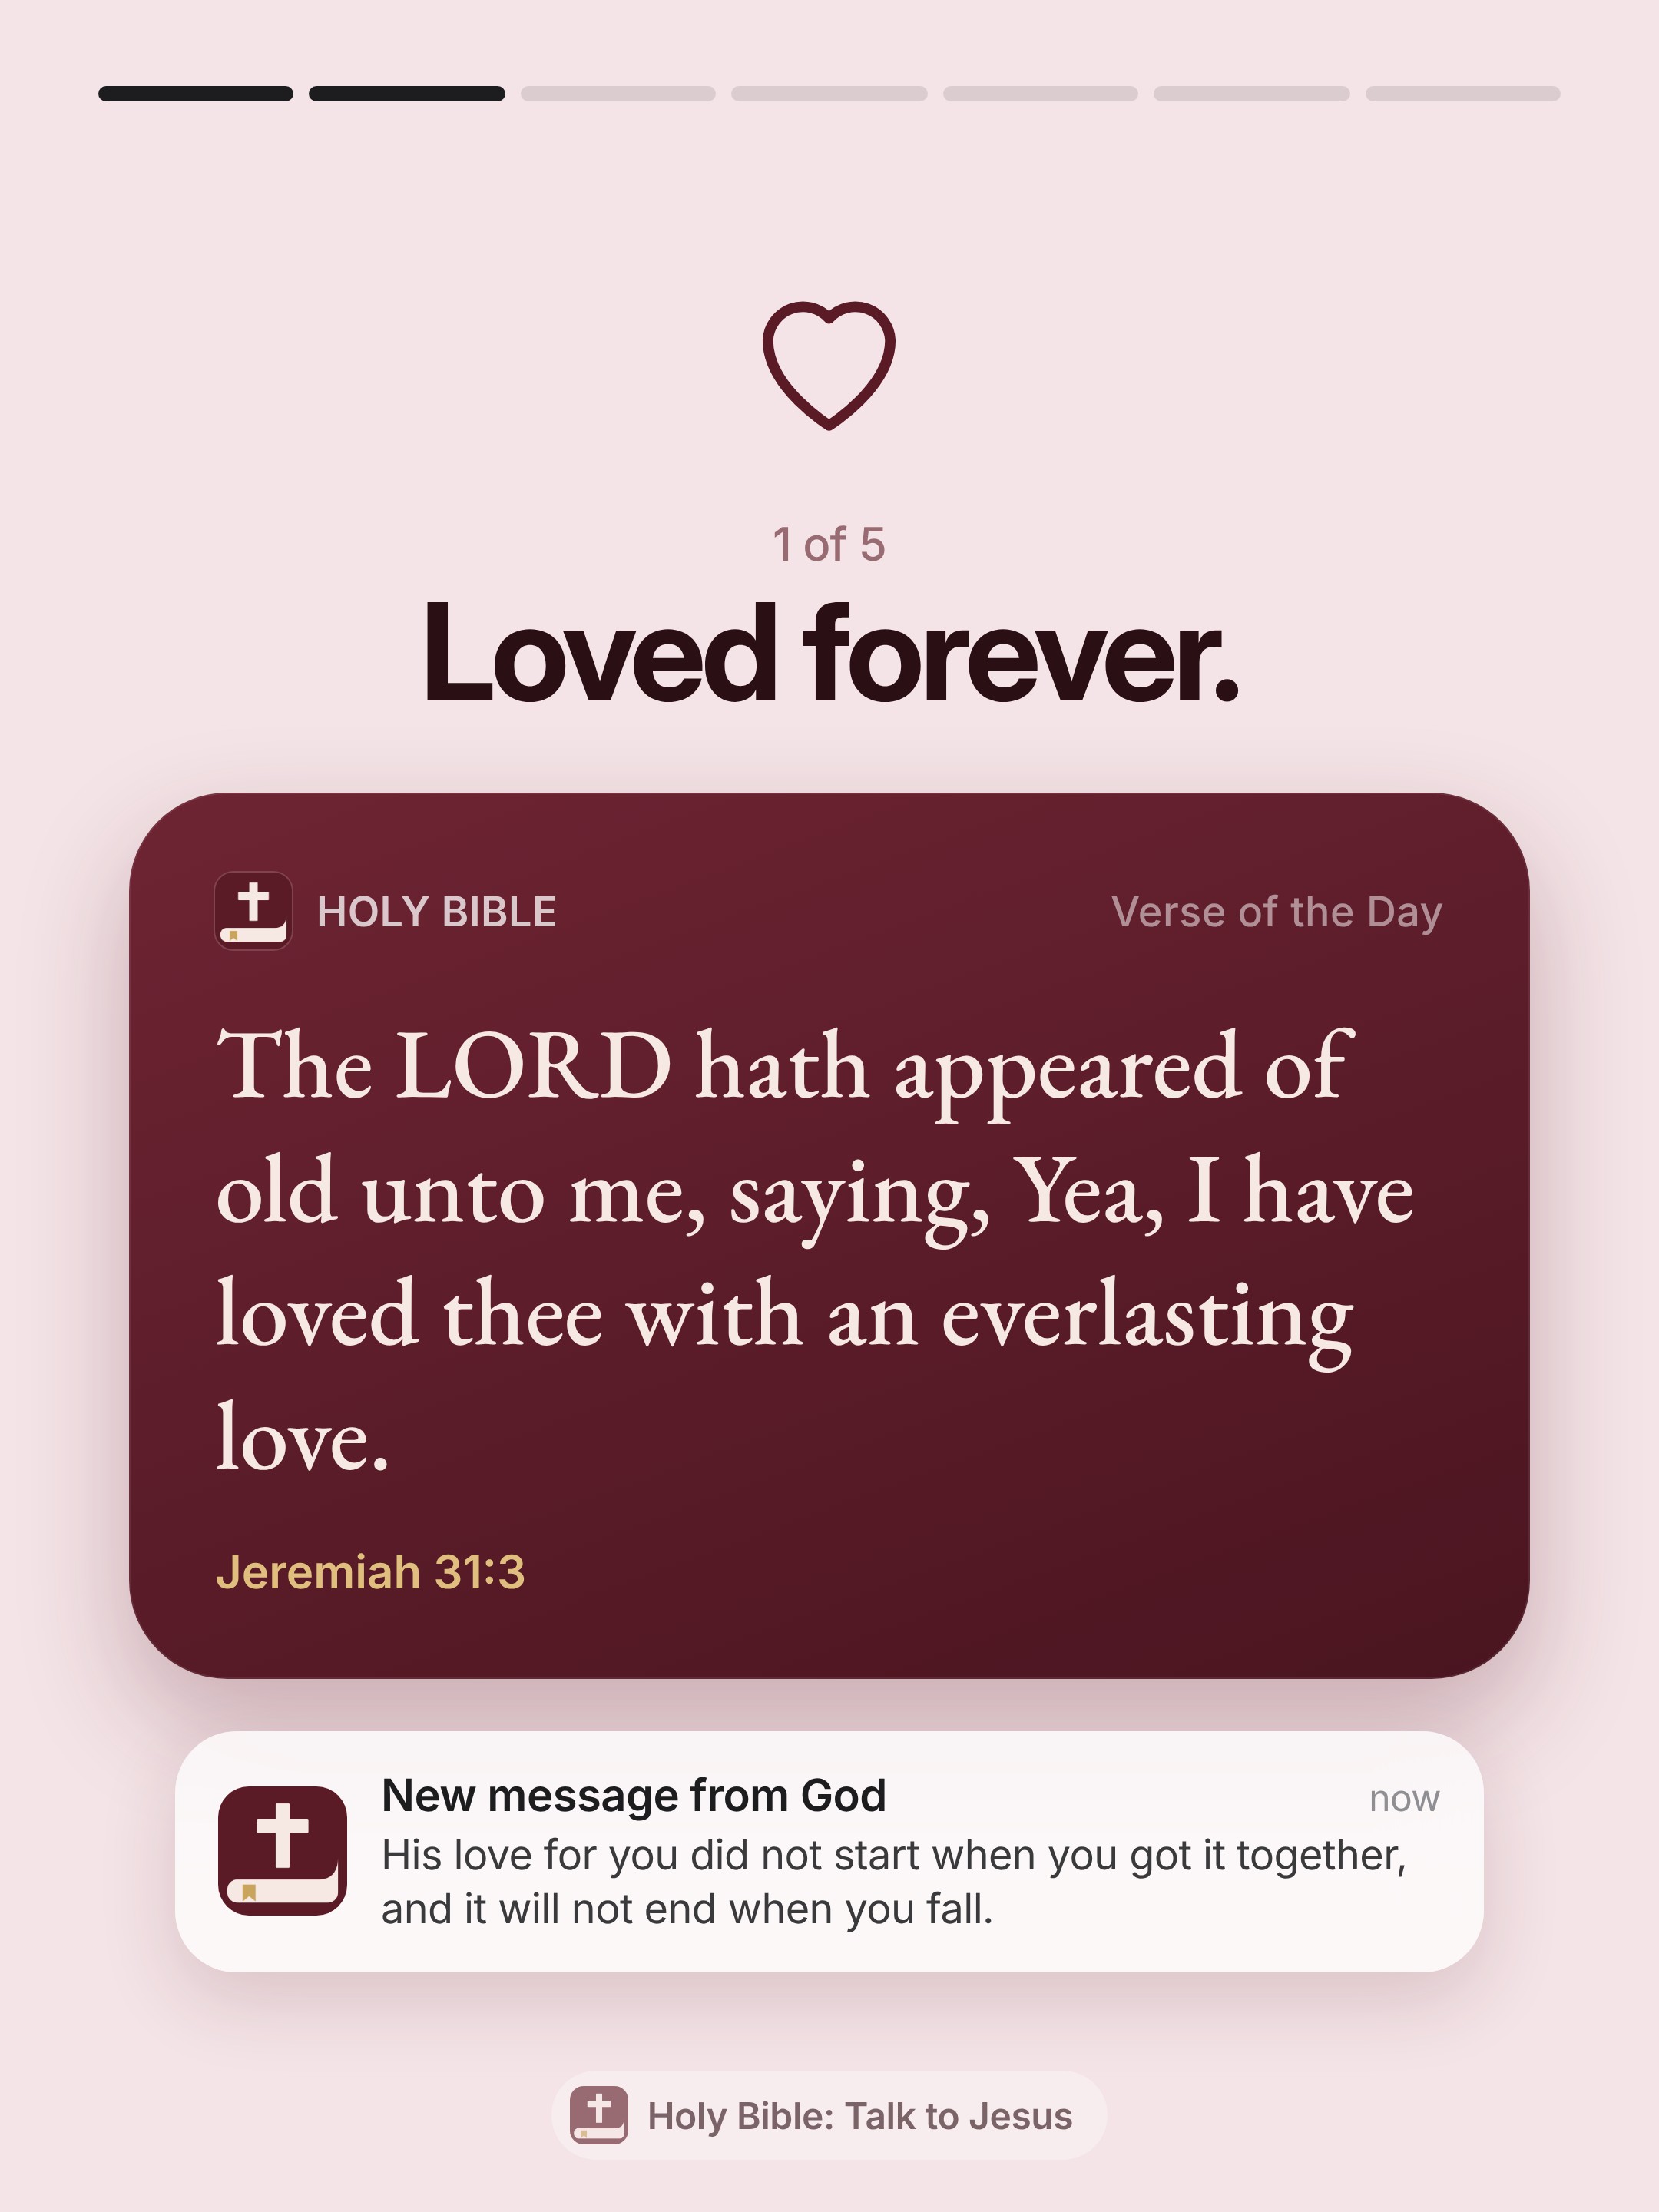 1 of 5
Loved forever.
HOLY BIBLE
Verse of the Day
The LORD hath appeared of
old unto me, saying, Yea, I have
loved thee with an everlasting
love.
Jeremiah 31:3
New message from God
now
His love for you did not start when you got it together,
and it will not end when you fall.
Holy Bible: Talk to Jesus